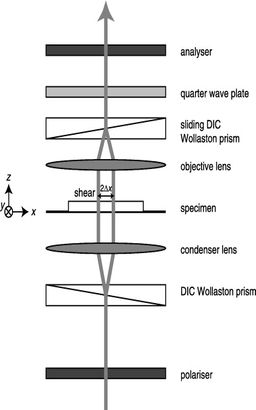 analyser
quarter wave plate
sliding DIC
Wollaston prism
objective lens
shear
2Δx
specimen
z
y
x
condenser lens
DIC Wollaston prism
polariser